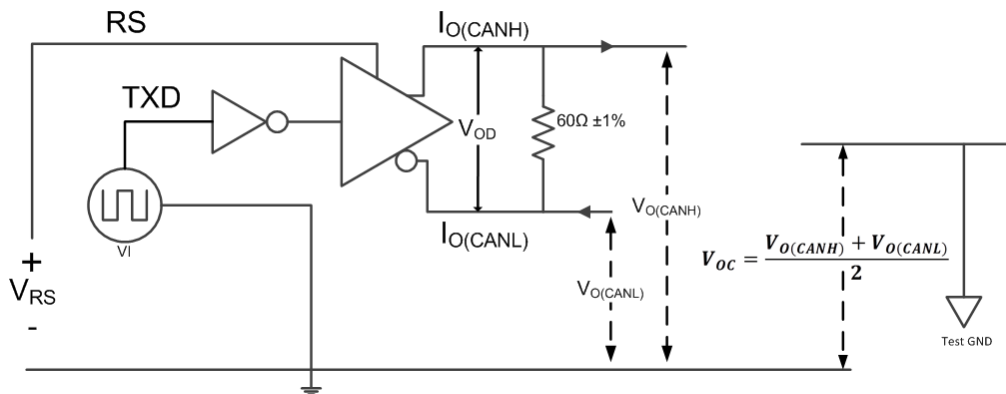 RS
I_O(CANH)
TXD
V_OD
60Ω ±1%
VI
I_O(CANL)
V_O(CANH)
V_O(CANL)
+
V_RS
-
V_OC = (V_O(CANH) + V_O(CANL)) / 2
Test GND